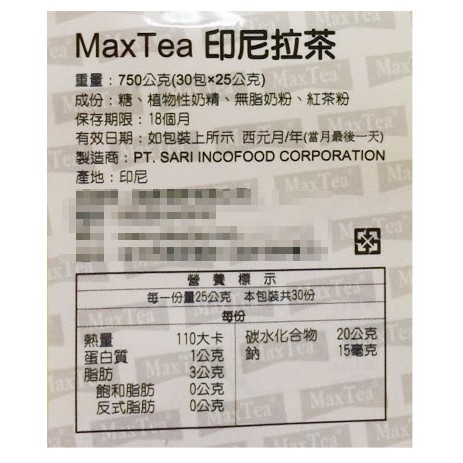 MaxTea 印尼拉茶
重量：750公克(30包×25公克)
成份：糖、植物性奶精、無脂奶粉、紅茶粉
保存期限：18個月
有效日期：如包裝上所示 西元月/年(當月最後一天)
製造商：PT. SARI INCOFOOD CORPORATION
產地：印尼
營養標示
每一份量25公克 本包裝共30份
每份
熱量 110大卡 碳水化合物 20公克
蛋白質 1公克 鈉 15毫克
脂肪 3公克
飽和脂肪 0公克
反式脂肪 0公克